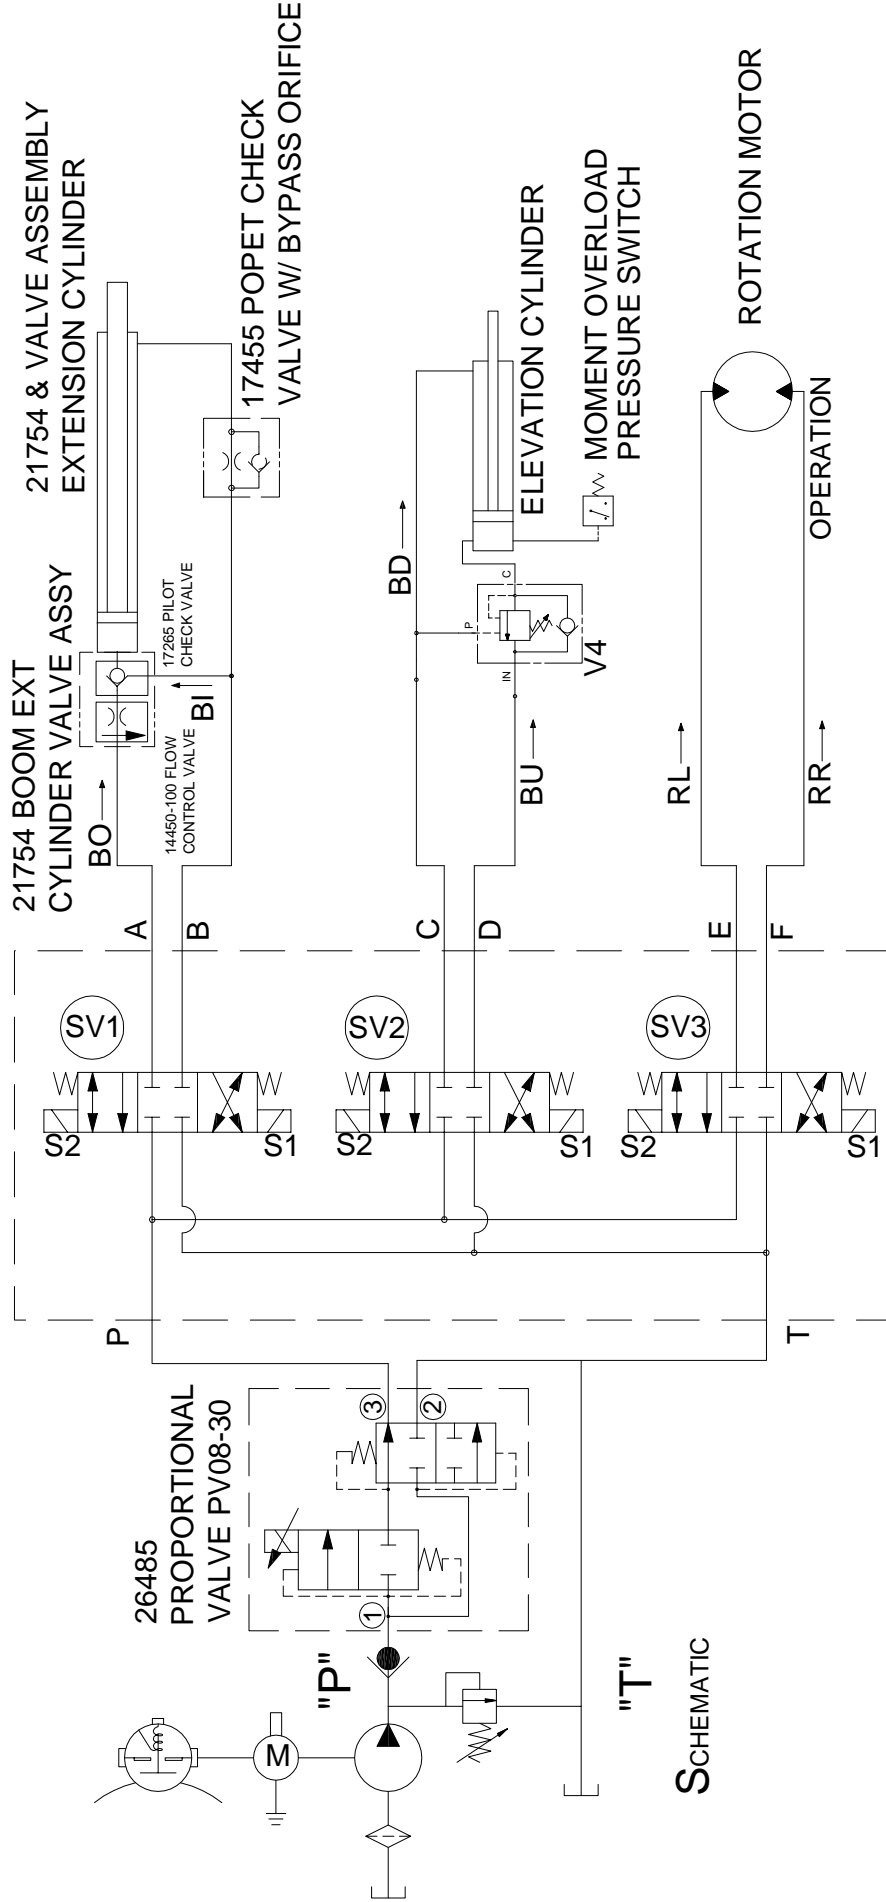 21754 & VALVE ASSEMBLY
EXTENSION CYLINDER
17455 POPET CHECK
VALVE W/ BYPASS ORIFICE
21754 BOOM EXT
CYLINDER VALVE ASSY
BO
14450-100 FLOW
CONTROL VALVE
17265 PILOT
CHECK VALVE
BI
A
B
SV1
S2
S1
BD
ELEVATION CYLINDER
MOMENT OVERLOAD
PRESSURE SWITCH
P
C
IN
V4
BU
C
D
SV2
S2
S1
ROTATION MOTOR
OPERATION
RL
RR
E
F
SV3
S2
S1
P
T
26485
PROPORTIONAL
VALVE PV08-30
3
2
1
"P"
M
"T"
SCHEMATIC